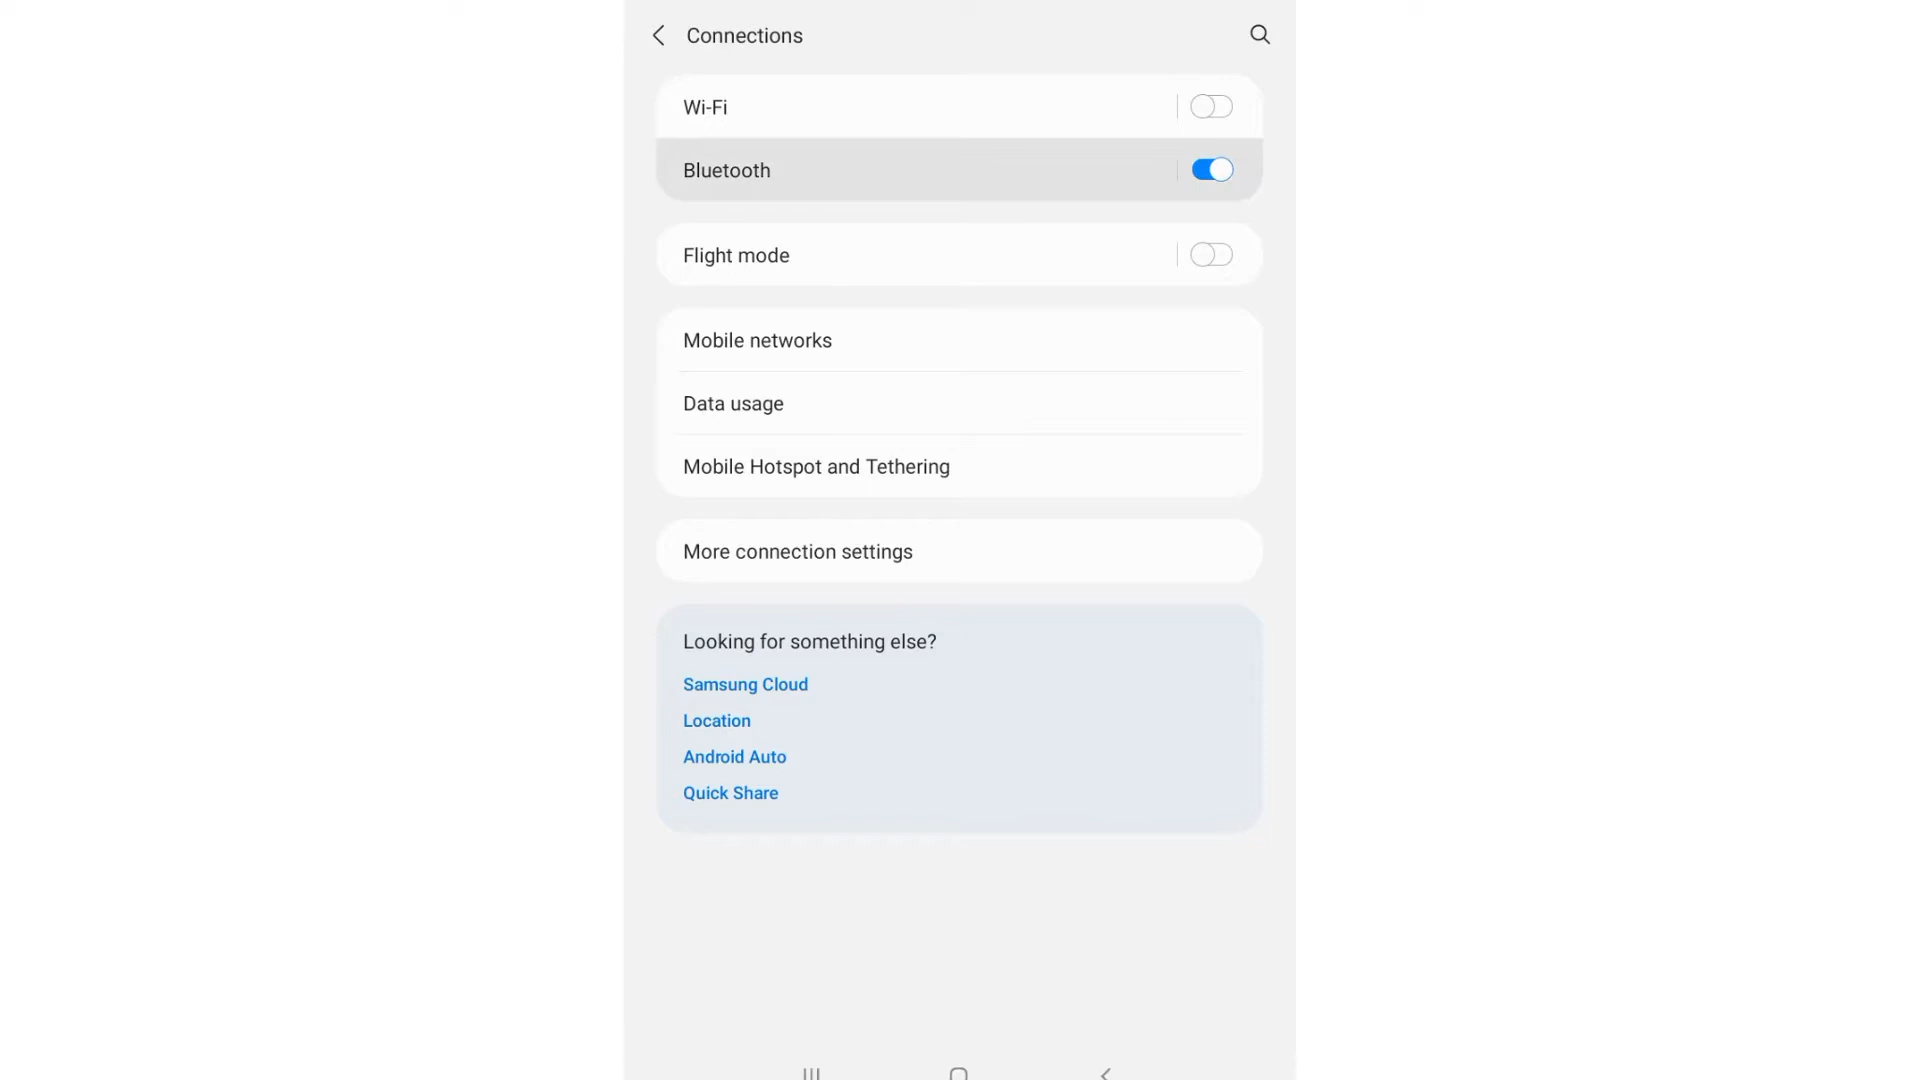 Connections
Wi-Fi
Bluetooth
Flight mode
Mobile networks
Data usage
Mobile Hotspot and Tethering
More connection settings
Looking for something else?
Samsung Cloud
Location
Android Auto
Quick Share